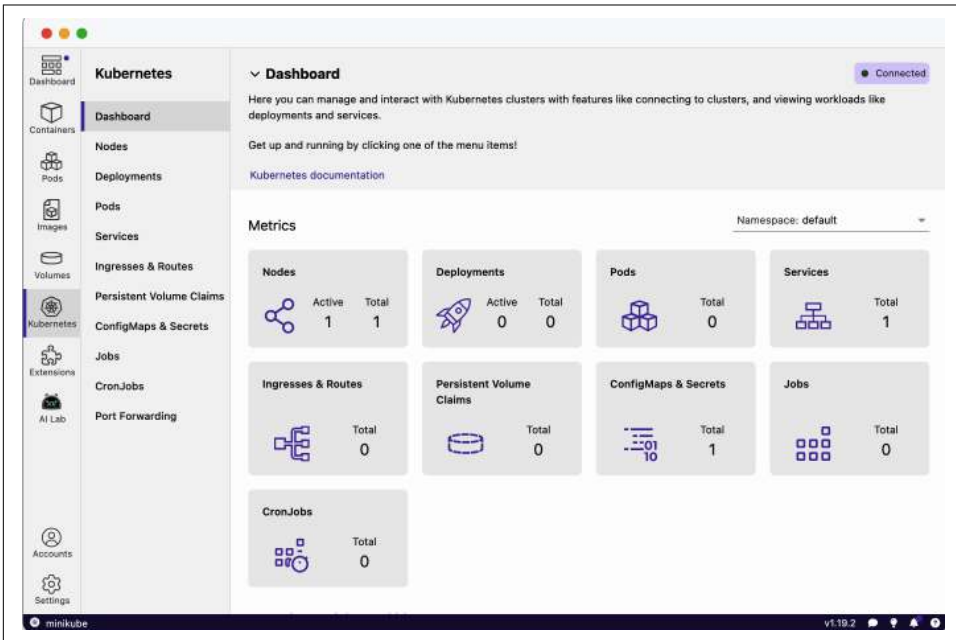 Dashboard
Containers
Pods
Images
Volumes
Kubernetes
Extensions
AI Lab
Accounts
Settings
Kubernetes
Dashboard
Nodes
Deployments
Pods
Services
Ingresses & Routes
Persistent Volume Claims
ConfigMaps & Secrets
Jobs
CronJobs
Port Forwarding
Dashboard
Connected
Here you can manage and interact with Kubernetes clusters with features like connecting to clusters, and viewing workloads like
deployments and services.
Get up and running by clicking one of the menu items!
Kubernetes documentation
Metrics
Namespace: default
Nodes
Active Total
1 1
Deployments
Active Total
0 0
Pods
Total
0
Services
Total
1
Ingresses & Routes
Total
0
Persistent Volume
Claims
Total
0
ConfigMaps & Secrets
01
10
Total
1
Jobs
Total
0
CronJobs
Total
0
minikube
v1.19.2